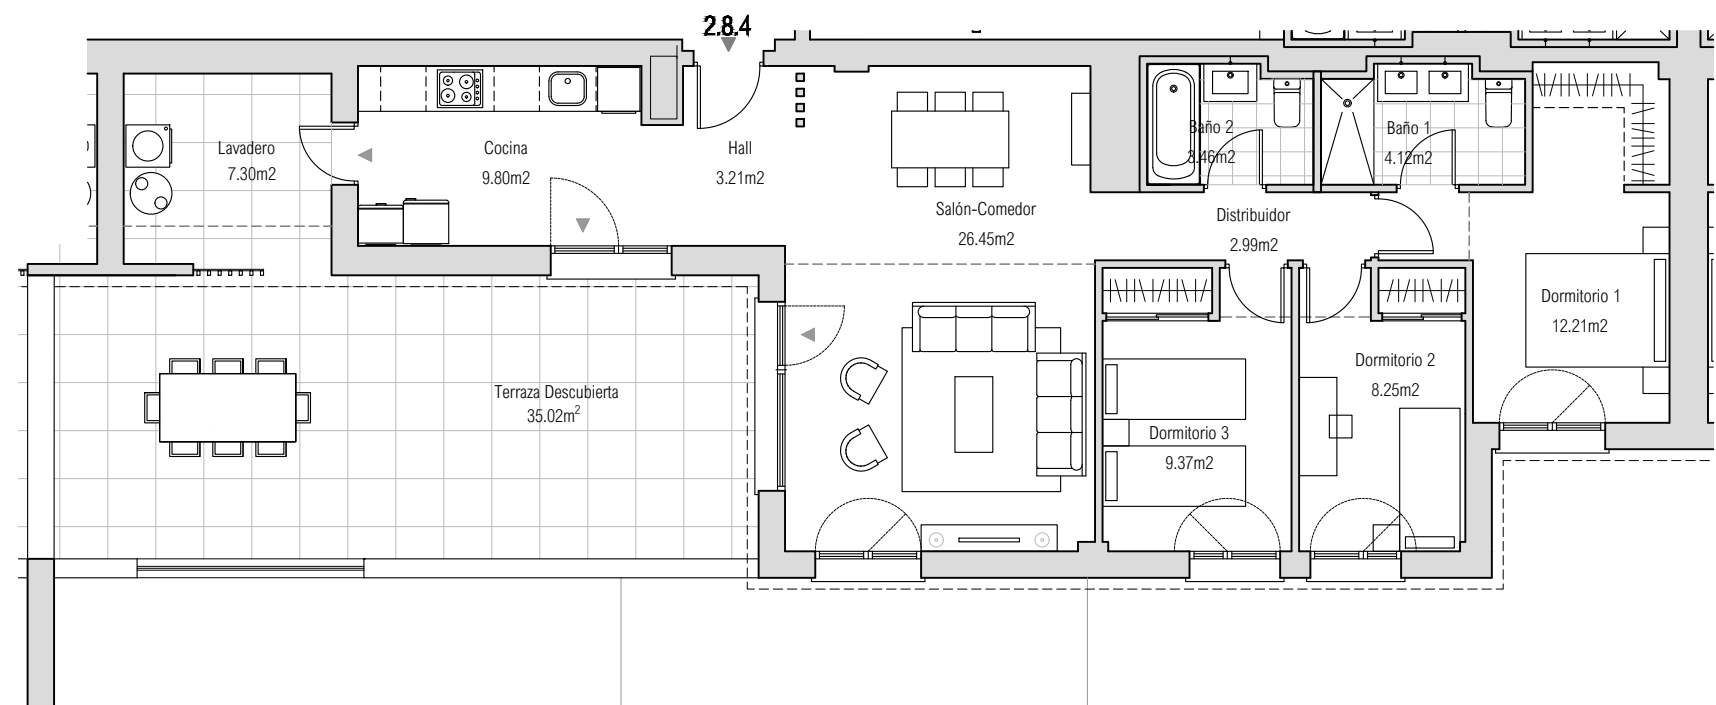 2.8.4
Lavadero
7.30m2
Cocina
9.80m2
Hall
3.21m2
Salón-Comedor
26.45m2
Baño 2
3.46m2
Baño 1
4.12m2
Distribuidor
2.99m2
Dormitorio 1
12.21m2
Dormitorio 2
8.25m2
Dormitorio 3
9.37m2
Terraza Descubierta
35.02m²